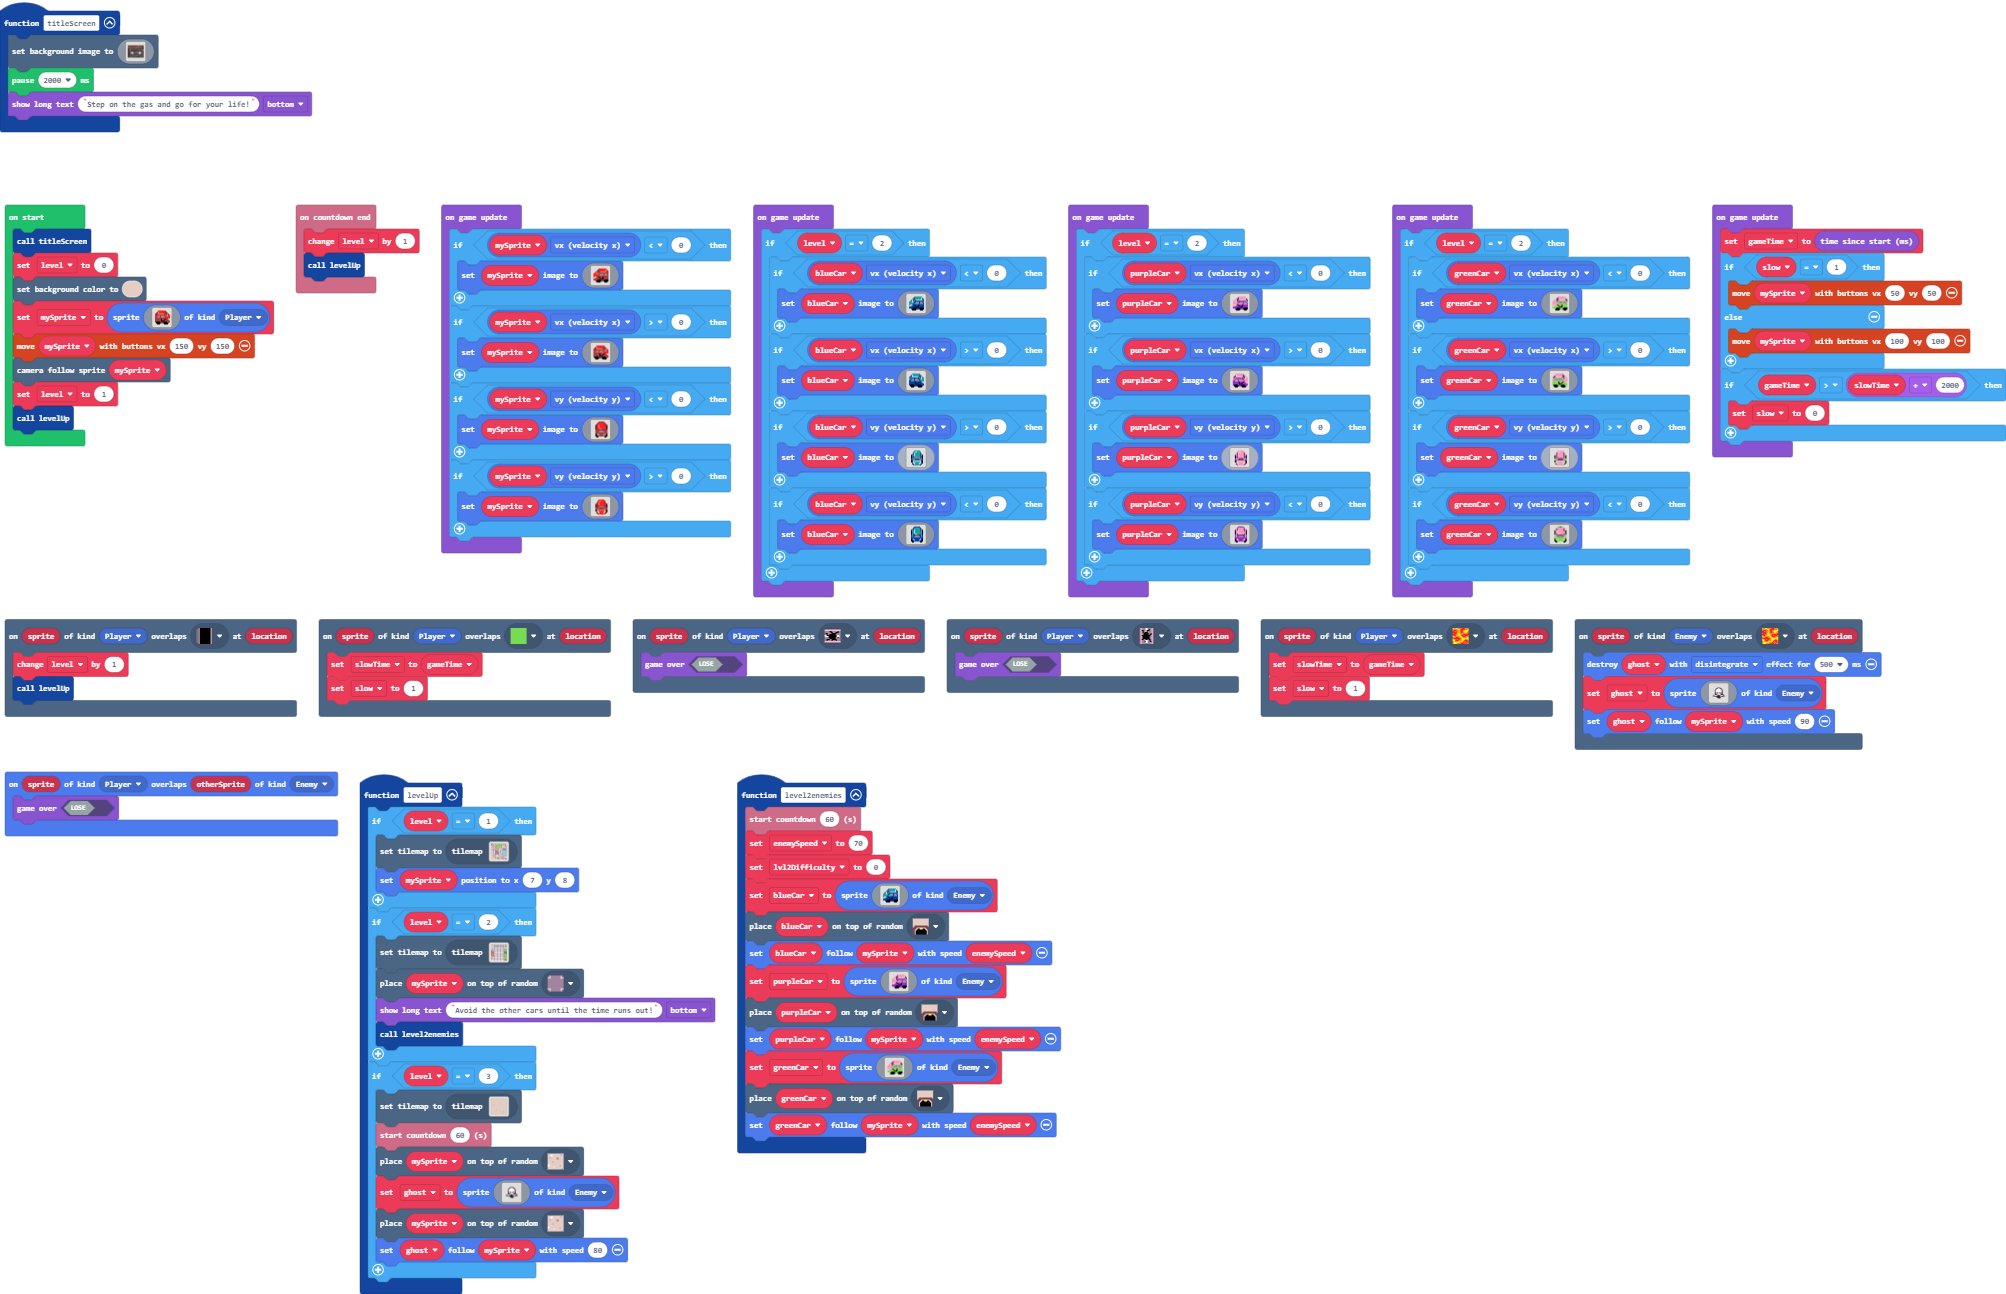 function titleScreen
set background image to
pause 2000 ms
show long text "Step on the gas and go for your life!" bottom
on start
call titleScreen
set level to 0
set background color to
set mySprite to sprite of kind Player
move mySprite with buttons vx 150 vy 150
camera follow sprite mySprite
set level to 1
call levelUp
on countdown end
change level by 1
call levelUp
on game update
if mySprite vx (velocity x) < 0 then
set mySprite image to
if mySprite vx (velocity x) > 0 then
set mySprite image to
if mySprite vy (velocity y) < 0 then
set mySprite image to
if mySprite vy (velocity y) > 0 then
set mySprite image to
on game update
if level = 2 then
if blueCar vx (velocity x) < 0 then
set blueCar image to
if blueCar vx (velocity x) > 0 then
set blueCar image to
if blueCar vy (velocity y) > 0 then
set blueCar image to
if blueCar vy (velocity y) < 0 then
set blueCar image to
on game update
if level = 2 then
if purpleCar vx (velocity x) < 0 then
set purpleCar image to
if purpleCar vx (velocity x) > 0 then
set purpleCar image to
if purpleCar vy (velocity y) > 0 then
set purpleCar image to
if purpleCar vy (velocity y) < 0 then
set purpleCar image to
on game update
if level = 2 then
if greenCar vx (velocity x) < 0 then
set greenCar image to
if greenCar vx (velocity x) > 0 then
set greenCar image to
if greenCar vy (velocity y) > 0 then
set greenCar image to
if greenCar vy (velocity y) < 0 then
set greenCar image to
on game update
set gameTime to time since start (ms)
if slow = 1 then
move mySprite with buttons vx 50 vy 50
else
move mySprite with buttons vx 100 vy 100
if gameTime > slowTime + 2000 then
set slow to 0
on sprite of kind Player overlaps at location
change level by 1
call levelUp
on sprite of kind Player overlaps at location
set slowTime to gameTime
set slow to 1
on sprite of kind Player overlaps at location
game over LOSE
on sprite of kind Player overlaps at location
game over LOSE
on sprite of kind Player overlaps at location
set slowTime to gameTime
set slow to 1
on sprite of kind Enemy overlaps at location
destroy ghost with disintegrate effect for 500 ms
set ghost to sprite of kind Enemy
set ghost follow mySprite with speed 90
on sprite of kind Player overlaps otherSprite of kind Enemy
game over LOSE
function levelUp
if level = 1 then
set tilemap to tilemap
set mySprite position to x 7 y 8
if level = 2 then
set tilemap to tilemap
place mySprite on top of random
show long text "Avoid the other cars until the time runs out!" bottom
call level2enemies
if level = 3 then
set tilemap to tilemap
start countdown 60 (s)
place mySprite on top of random
set ghost to sprite of kind Enemy
place mySprite on top of random
set ghost follow mySprite with speed 80
function level2enemies
start countdown 60 (s)
set enemySpeed to 70
set lvl2Difficulty to 0
set blueCar to sprite of kind Enemy
place blueCar on top of random
set blueCar follow mySprite with speed enemySpeed
set purpleCar to sprite of kind Enemy
place purpleCar on top of random
set purpleCar follow mySprite with speed enemySpeed
set greenCar to sprite of kind Enemy
place greenCar on top of random
set greenCar follow mySprite with speed enemySpeed